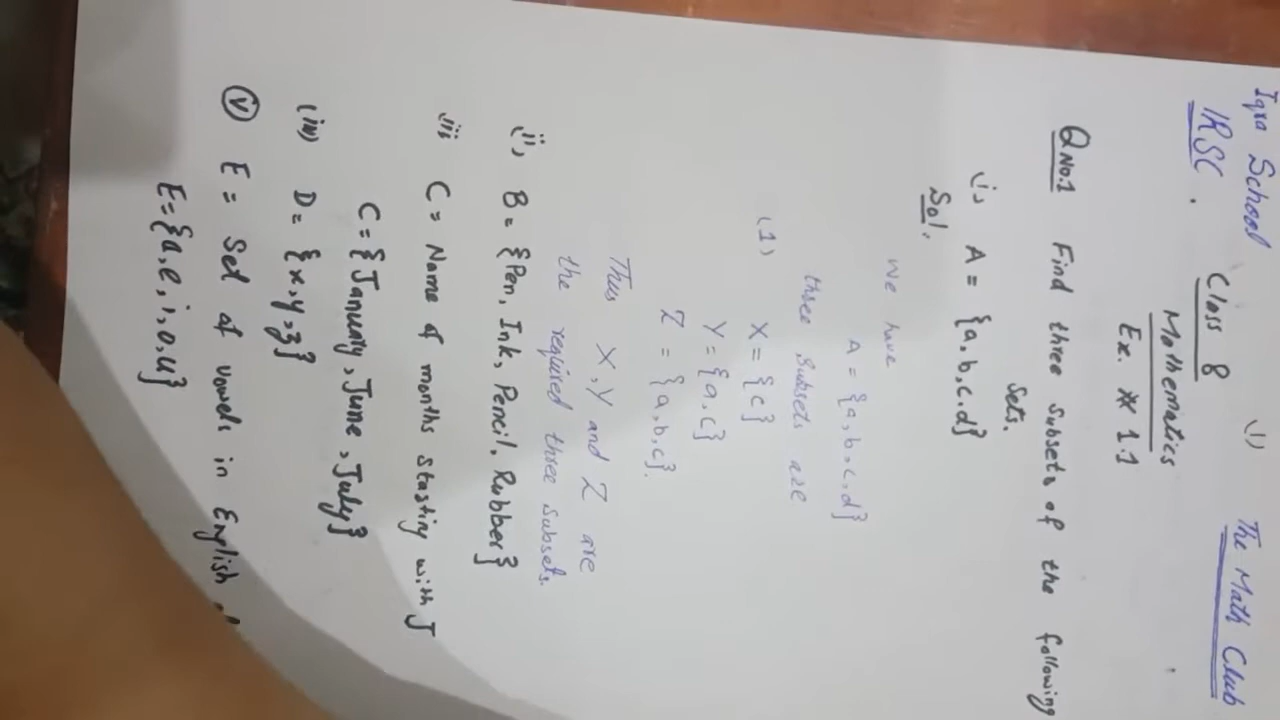 Iqra School (1) The Math Club
IRSC. Class 8
Mathematics
Ex. # 1.1
Q No.1 Find three subsets of the following
Sets.
(i) A = {a, b, c, d}
Sol.
We have
A = {a, b, c, d}
three subsets are
(1) X = {c}
Y = {a, c}
Z = {a, b, c}.
Thus X, Y and Z are
the required three subsets.
(ii) B = {Pen, Ink, Pencil, Rubber}
iii C = Name of months starting with J
C = {January, June, July}
(iv) D = {x, y, z}
(v) E = Set of vowels in English
E = {a, e, i, o, u}